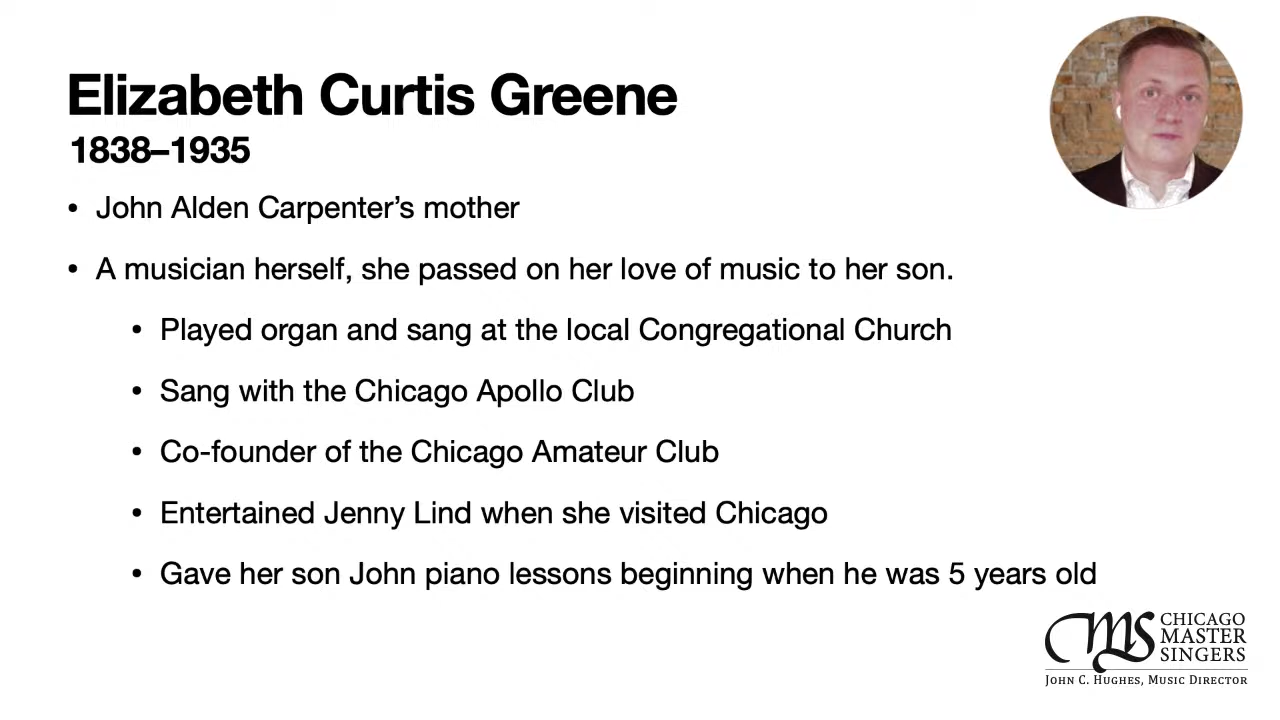 Elizabeth Curtis Greene
1838–1935
• John Alden Carpenter’s mother
• A musician herself, she passed on her love of music to her son.
• Played organ and sang at the local Congregational Church
• Sang with the Chicago Apollo Club
• Co-founder of the Chicago Amateur Club
• Entertained Jenny Lind when she visited Chicago
• Gave her son John piano lessons beginning when he was 5 years old
CMS
CHICAGO
MASTER
SINGERS
John C. Hughes, Music Director